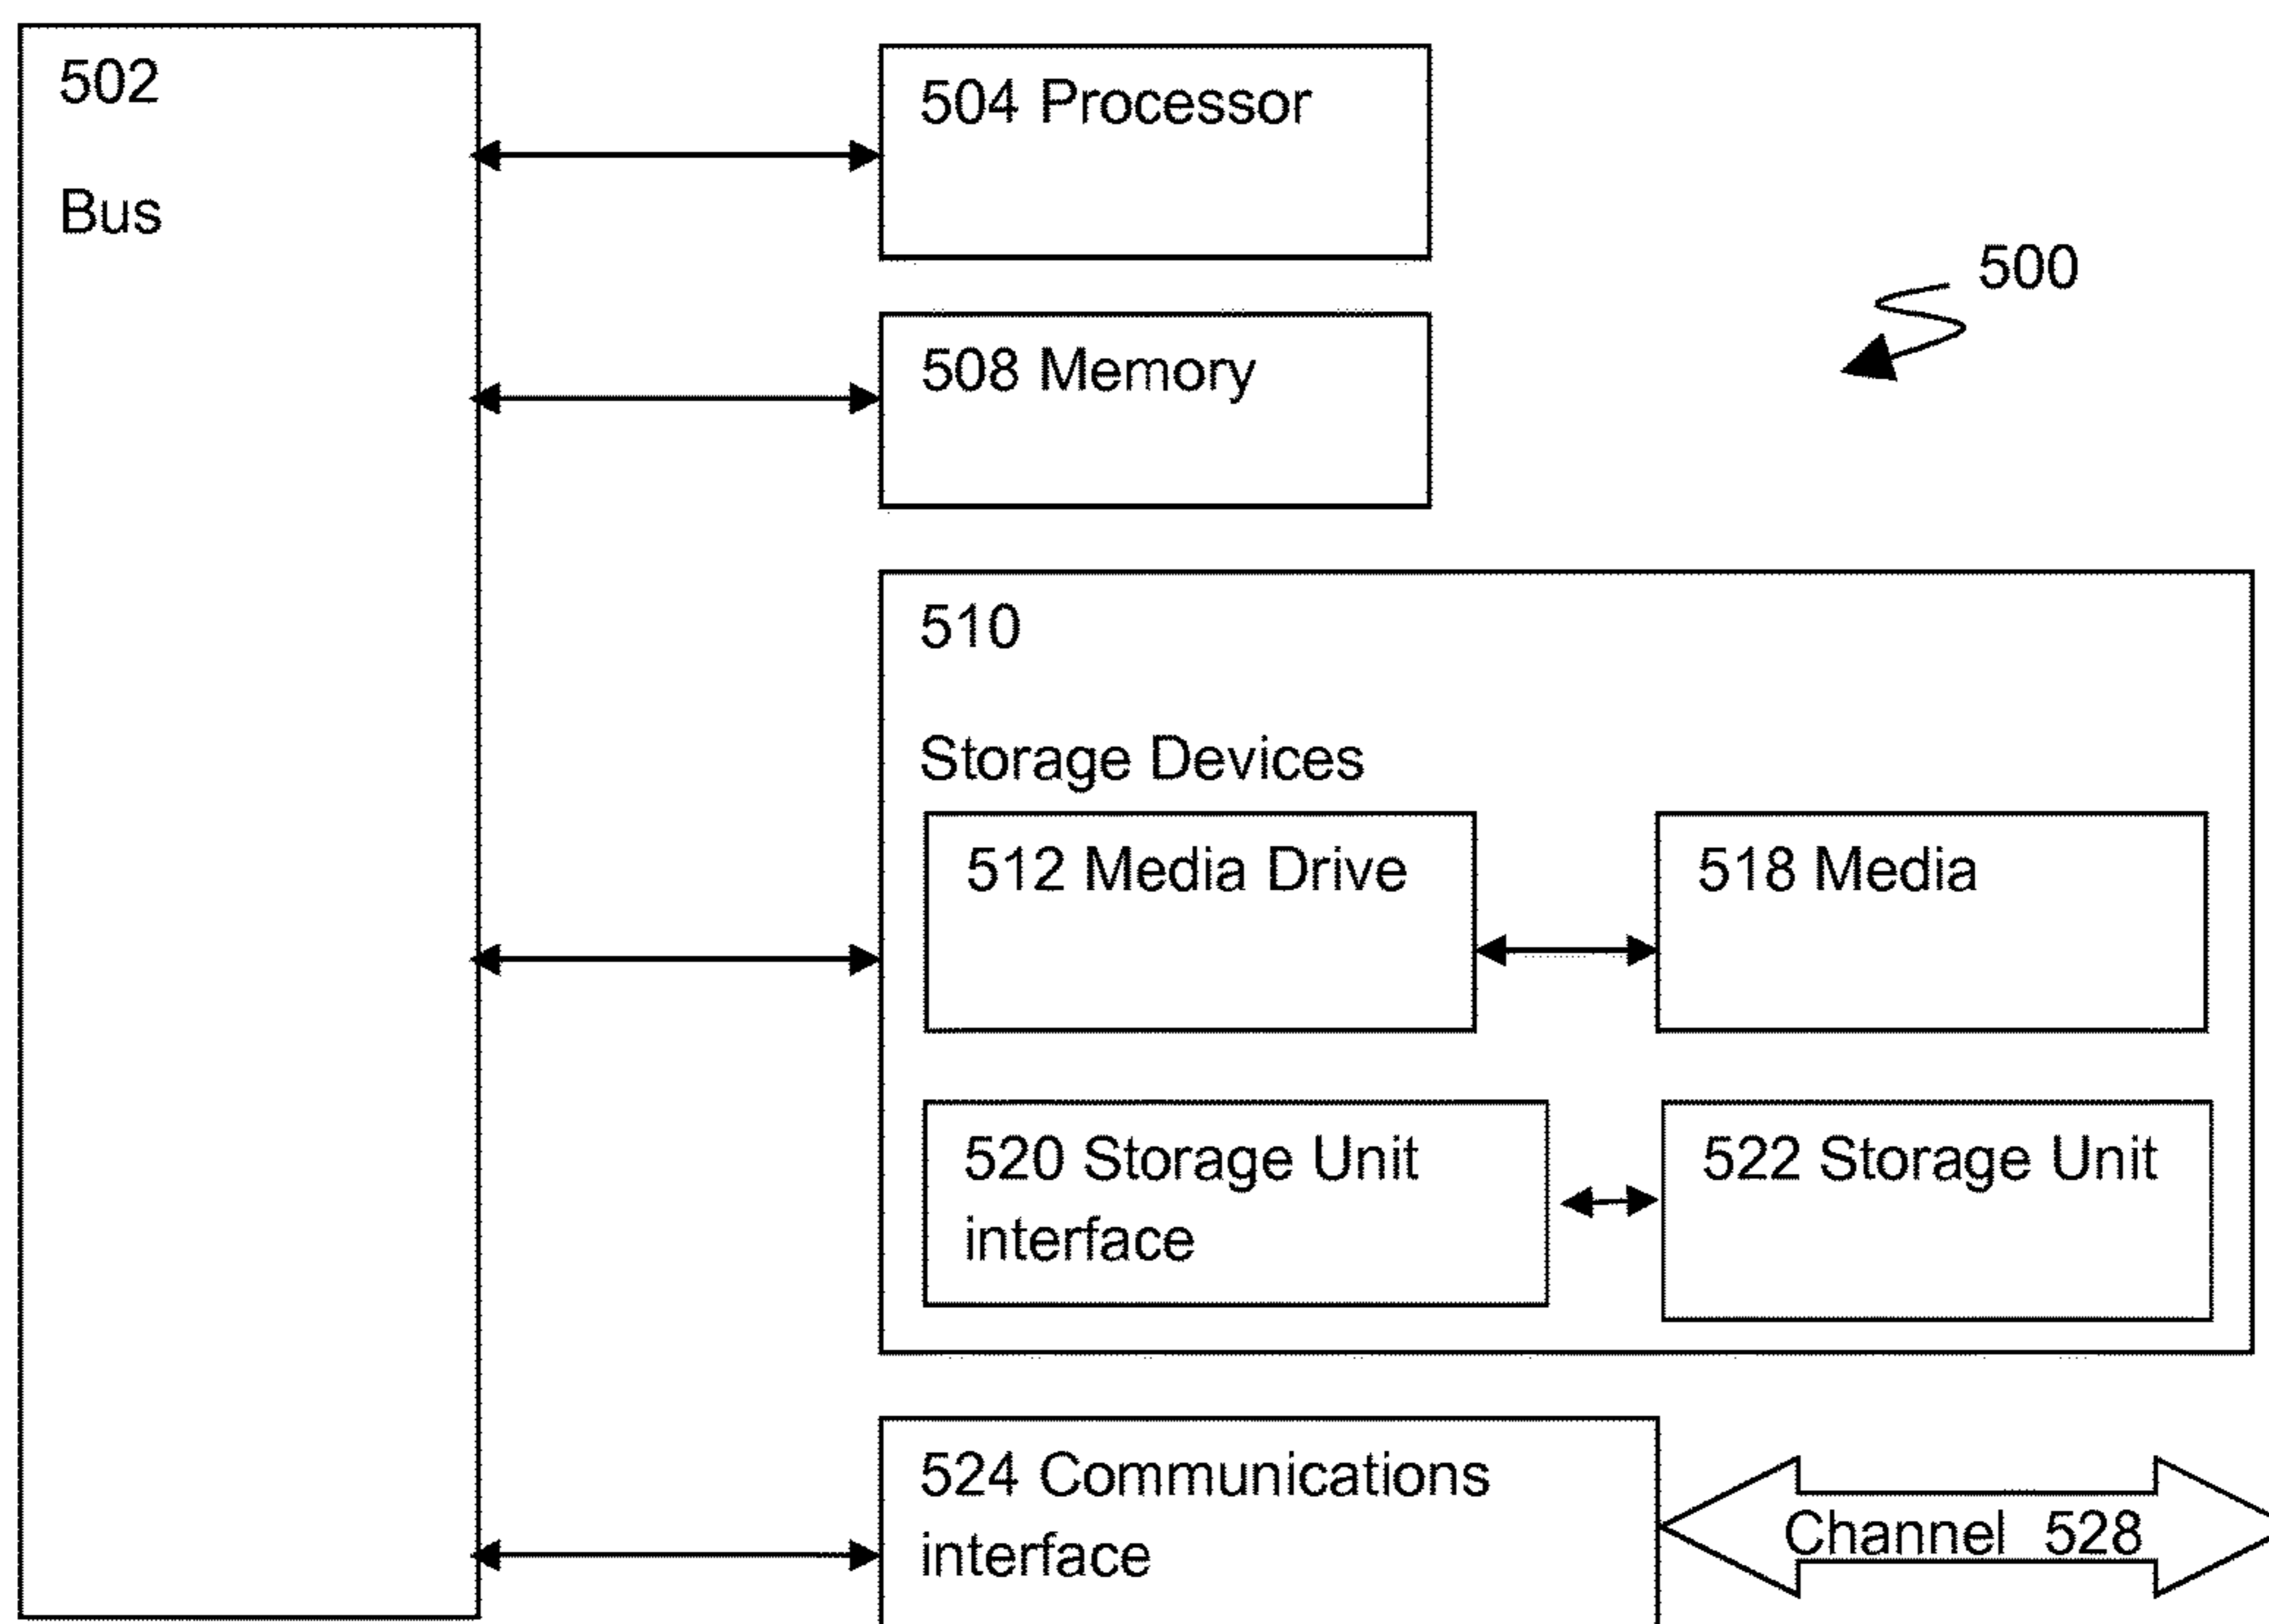 502
Bus
504 Processor
500
508 Memory
510
Storage Devices
512 Media Drive
518 Media
520 Storage Unit
interface
522 Storage Unit
524 Communications
interface
Channel 528